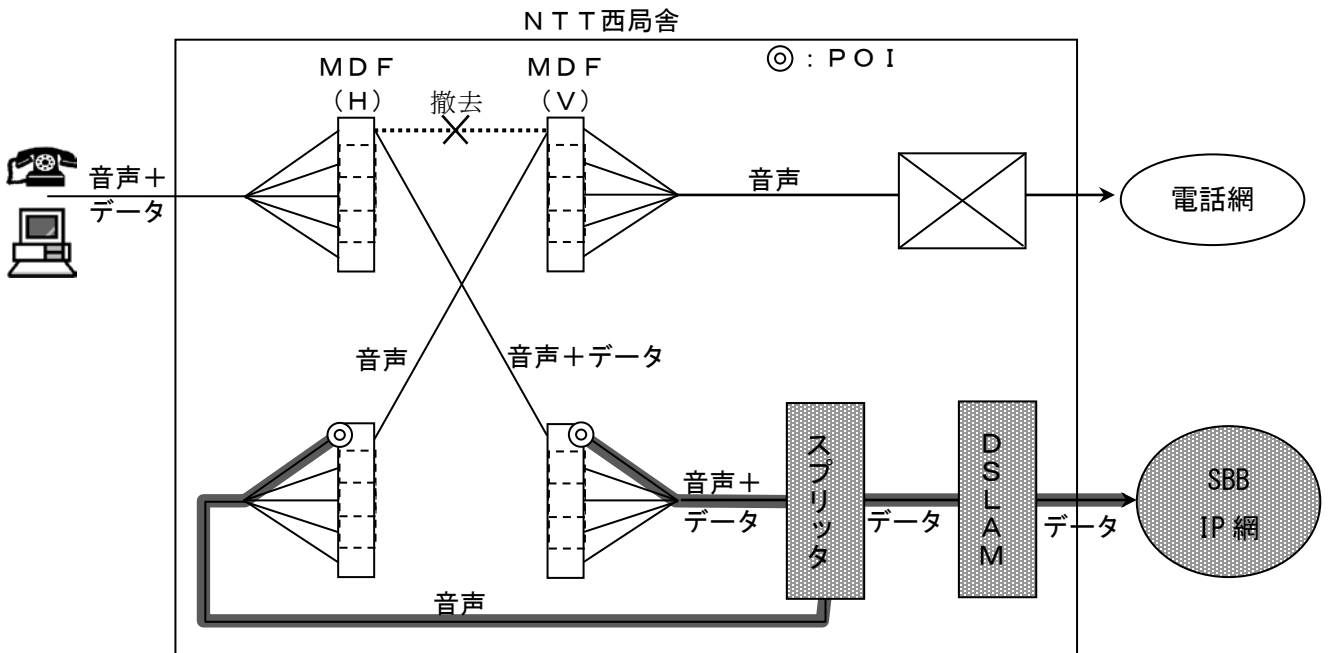 NTT西局舎
◎：POI
MDF
（H）
撤去
MDF
（V）
音声＋
データ
音声
電話網
音声
音声＋データ
音声＋
データ
スプリッタ
データ
DSLAM
データ
SBB
IP網
音声